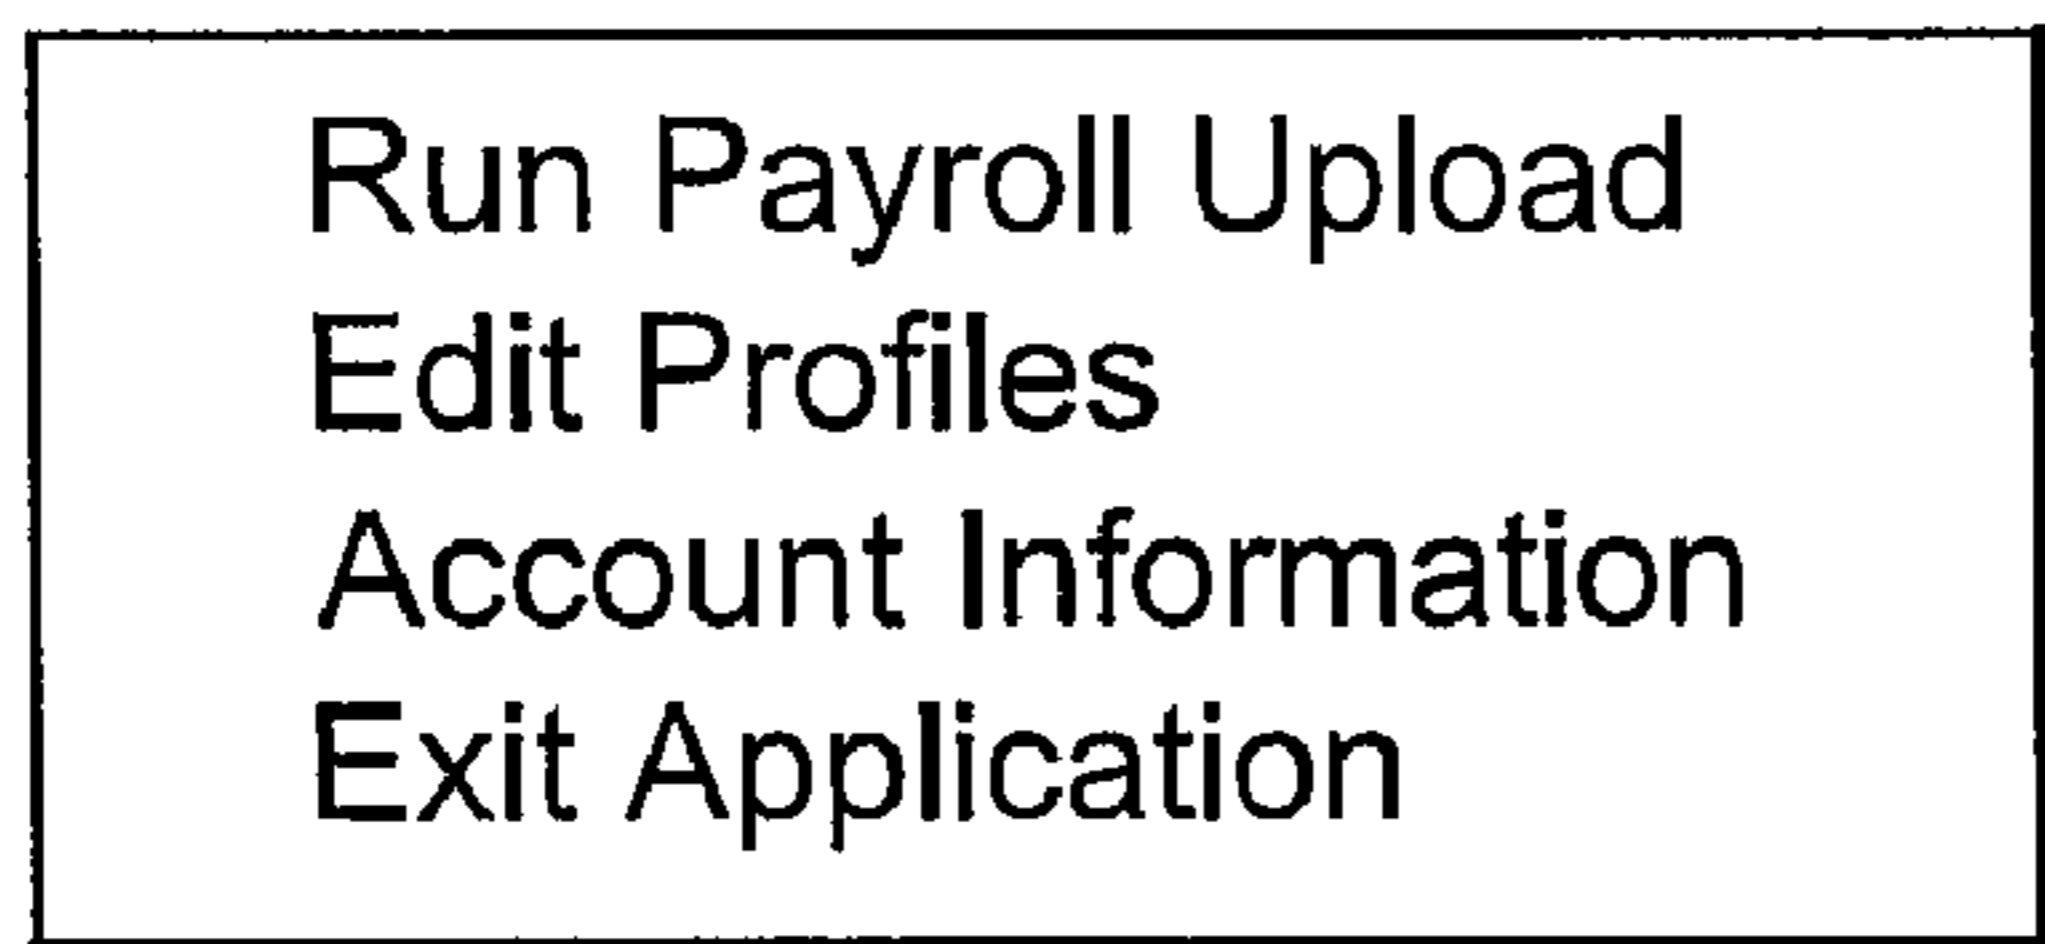 Run Payroll Upload
Edit Profiles
Account Information
Exit Application